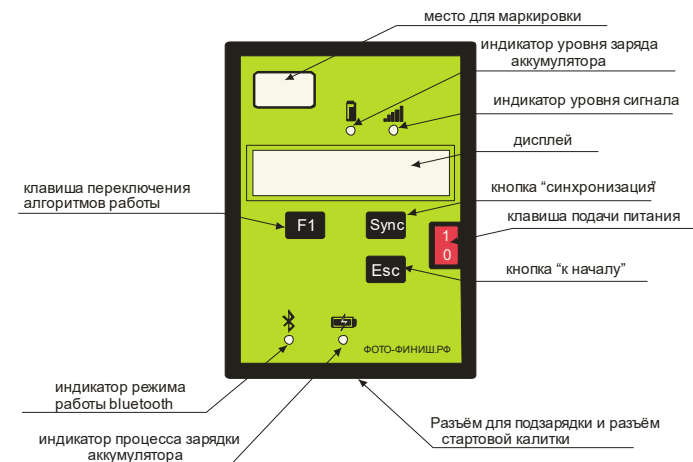 место для маркировки
индикатор уровня заряда
аккумулятора
индикатор уровня сигнала
дисплей
клавиша переключения
алгоритмов работы
кнопка “синхронизация”
клавиша подачи питания
F1
Sync
1
0
Esc
кнопка “к началу”
ФОТО-ФИНИШ.РФ
индикатор режима
работы bluetooth
Разъём для подзарядки и разъём
стартовой калитки
индикатор процесса зарядки
аккумулятора